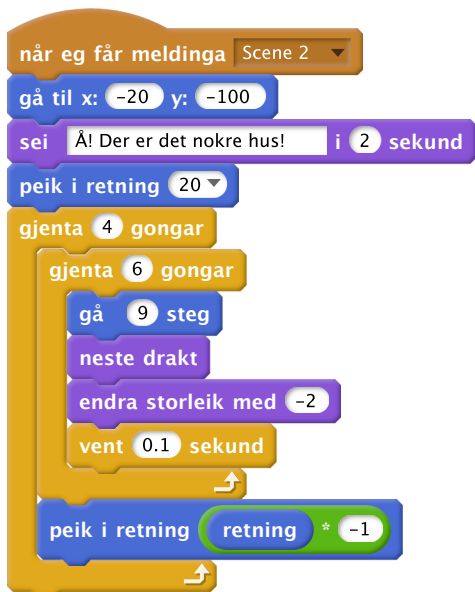 når eg får meldinga Scene 2
gå til x: -20 y: -100
sei Å! Der er det nokre hus! i 2 sekund
peik i retning 20
gjenta 4 gongar
gjenta 6 gongar
gå 9 steg
neste drakt
endra storleik med -2
vent 0.1 sekund
peik i retning retning * -1